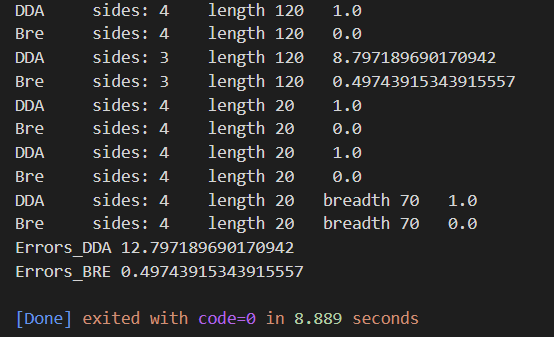 DDA sides: 4 length 120 1.0
Bre sides: 4 length 120 0.0
DDA sides: 3 length 120 8.797189690170942
Bre sides: 3 length 120 0.49743915343915557
DDA sides: 4 length 20 1.0
Bre sides: 4 length 20 0.0
DDA sides: 4 length 20 1.0
Bre sides: 4 length 20 0.0
DDA sides: 4 length 20 breadth 70 1.0
Bre sides: 4 length 20 breadth 70 0.0
Errors_DDA 12.797189690170942
Errors_BRE 0.49743915343915557
[Done] exited with code=0 in 8.889 seconds